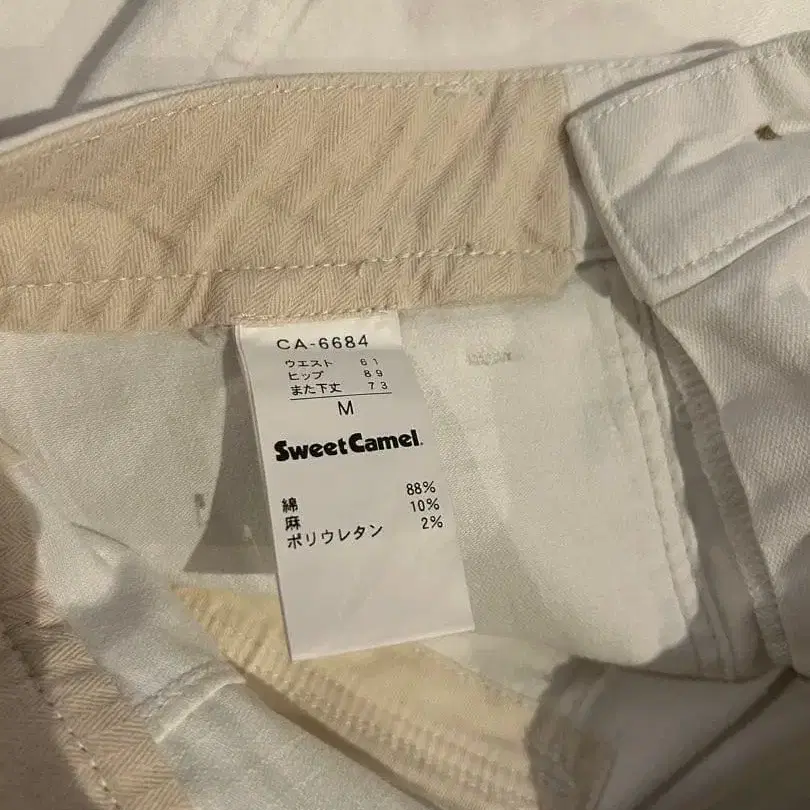 CA-6684
ウエスト 61
ヒップ 89
また下丈 73
M
SweetCamel.
綿 88%
麻 10%
ポリウレタン 2%